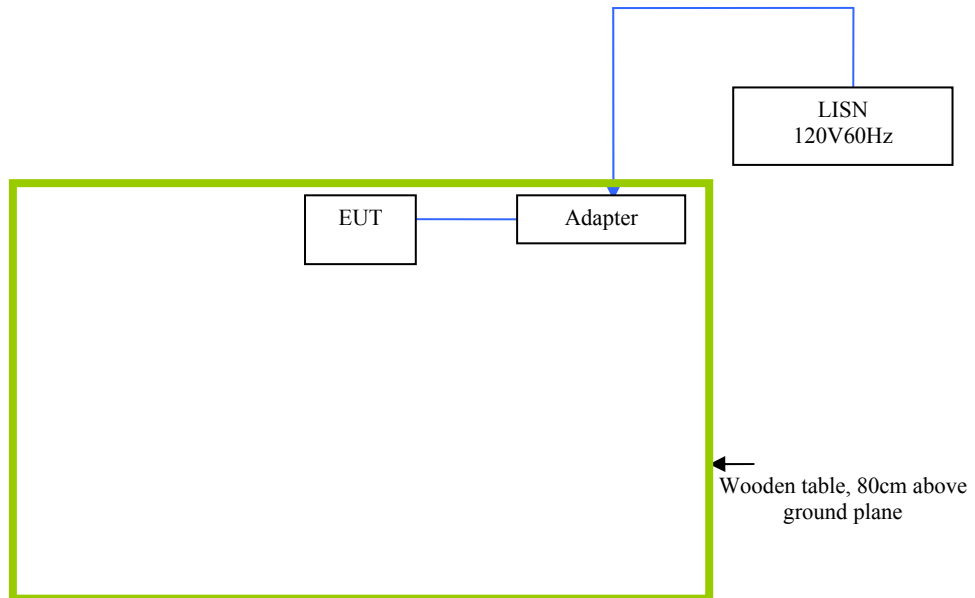 LISN
120V60Hz
EUT
Adapter
Wooden table, 80cm above
ground plane